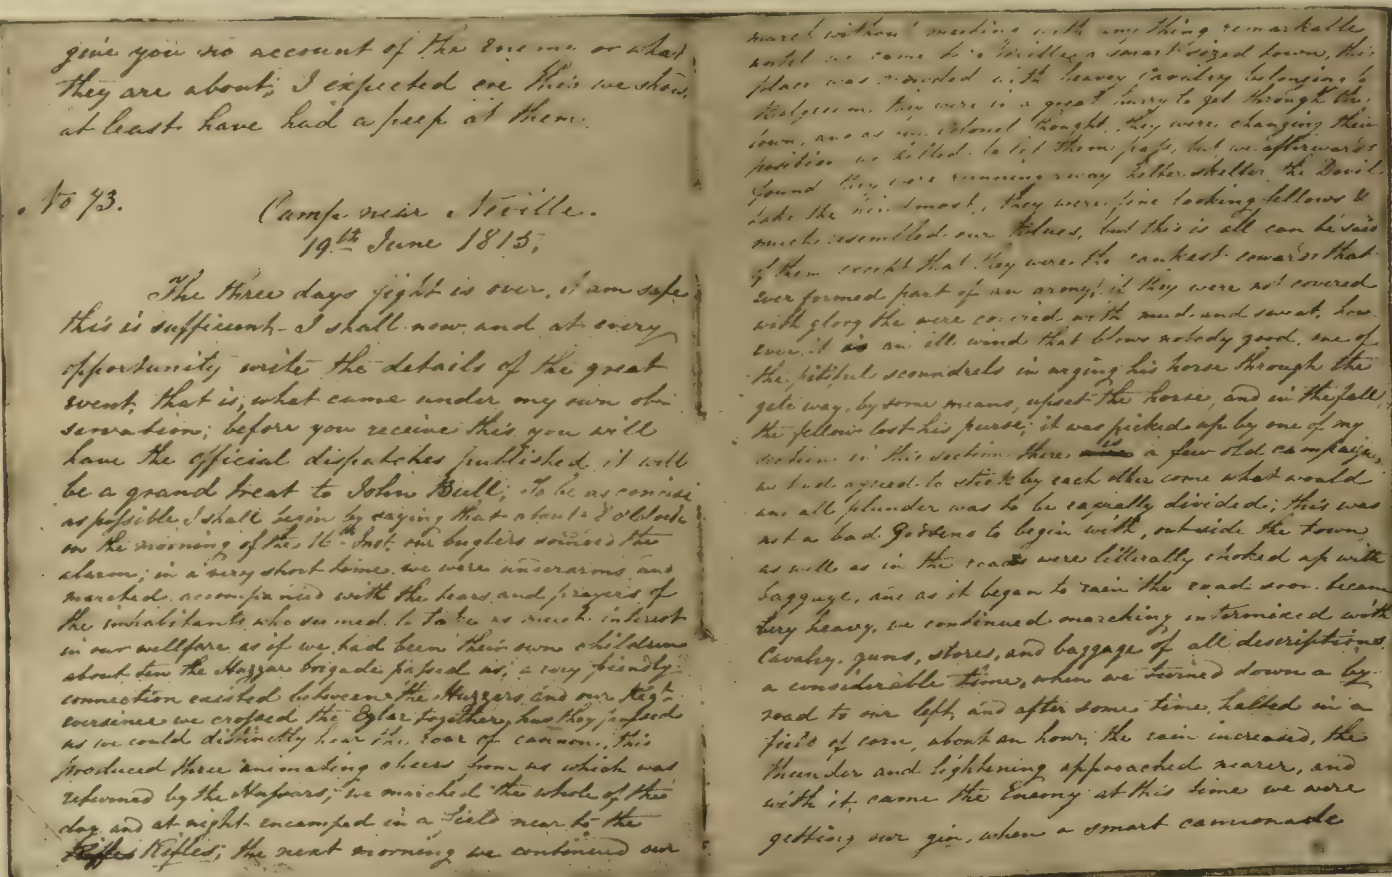 give you no account of the Enemy or what
they are about, I expected ere this we should
at least have had a peep at them.
No 73.
Camp near Neville.
19th June 1815,
The three days fight is over, I am safe
this is sufficient. I shall now and at every
opportunity write the details of the great
event, that is, what came under my own ob
servation; before you receive this you will
have the official dispatches published it will
be a grand treat to John Bull; To be as concise
as possible, I shall begin by saying that about 8 o'Clock
on the morning of the 16th Inst. our buglers sounded the
alarm; in a very short time we were under arms and
marched accompanied with the tears and prayers of
the inhabitants who seemed to take as much interest
in our wellfare as if we had been their own children
about ten the Huzzar brigade passed us, a very friendly
connection existed between the Huzzars and our Regt
eversince we crossed the together, has they passed
us we could distinctly hear the roar of cannon, this
produced three animating cheers from us which was
returned by the Hussars; we marched the whole of this
day and at night encamped in a field near to the
Rifles; the next morning we continued our
march without meeting with any thing remarkable
until we came to Neville a smart sized town, this
place was crowded with heavey Cavalry belonging to
Belgeium they were in a great hurry to get through the
town, and as our colonel thought, they were changing their
position we halted to let them pass, but we afterwards
found they were running away helter skelter, the Devil
take the hindmost, they were fine looking fellows &
much resembled our Blues, but this is all can be said
of them except that they were the rankest cowards that
ever formed part of an army, if they were not covered
with glory the were covered with mud and sweat, how
ever it is an ill wind that blows nobody good, one of
the pitiful scoundrels in urging his horse through the
gate way, by some means, upset the horse, and in the fall
the fellow lost his purse; it was picked up by one of my
section in this section there is a few old campaigners
we had agreed to stick by each other come what would
and all plunder was to be equally divided; this was
not a bad Godsend to begin with, outside the town
as well as in the roads were litterally choked up with
baggage, and as it began to rain the road soon became
very heavy, we continued marching intermixed with
Cavalry, guns, stores, and baggage of all descriptions
a considerable time, when we turned down a by
road to our left, and after some time, halted in a
field of corn, about an hour, the rain increased, the
thunder and lightening approached nearer, and
with it, came the Enemy at this time we were
getting our gin, when a smart cannonade